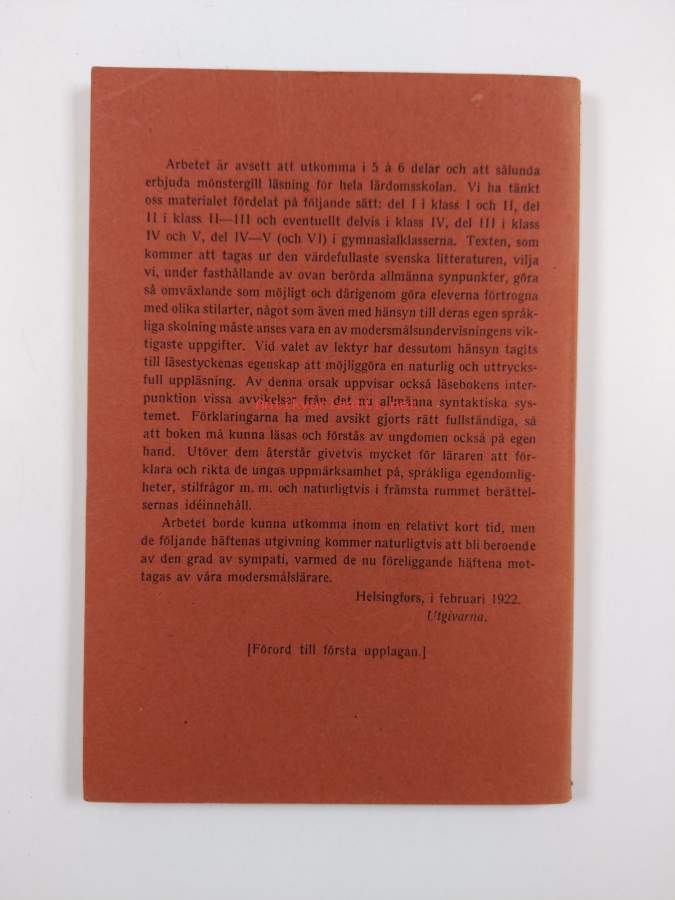 Arbetet är avsett att utkomma i 5 à 6 delar och att sålunda
erbjuda mönstergill läsning för hela lärdomsskolan. Vi ha tänkt
oss materialet fördelat på följande sätt: del I i klass I och II, del
II i klass II—III och eventuellt delvis i klass IV, del III i klass
IV och V, del IV—V (och VI) i gymnasialklasserna. Texten, som
kommer att tagas ur den värdefullaste svenska litteraturen, vilja
vi, under fasthållande av ovan berörda allmänna synpunkter, göra
så omväxlande som möjligt och därigenom göra eleverna förtrogna
med olika stilarter, något som även med hänsyn till deras egen språk-
liga skolning måste anses vara en av modersmålsundervisningens vik-
tigaste uppgifter. Vid valet av lektyr har dessutom hänsyn tagits
till läsestyckenas egenskap att möjliggöra en naturlig och uttrycks-
full uppläsning. Av denna orsak uppvisar också läsebokens inter-
punktion vissa avvikelser från det nu allmänna syntaktiska sys-
temet. Förklaringarna ha med avsikt gjorts rätt fullständiga, så
att boken må kunna läsas och förstås av ungdomen också på egen
hand. Utöver dem återstår givetvis mycket för läraren att för-
klara och rikta de ungas uppmärksamhet på, språkliga egendomlig-
heter, stilfrågor m. m. och naturligtvis i främsta rummet berättel-
sernas idéinnehåll.
Arbetet borde kunna utkomma inom en relativt kort tid, men
de följande häftenas utgivning kommer naturligtvis att bli beroende
av den grad av sympati, varmed de nu föreliggande häftena mot-
tagas av våra modersmålslärare.
Helsingfors, i februari 1922.
Utgivarna.
[Förord till första upplagan.]